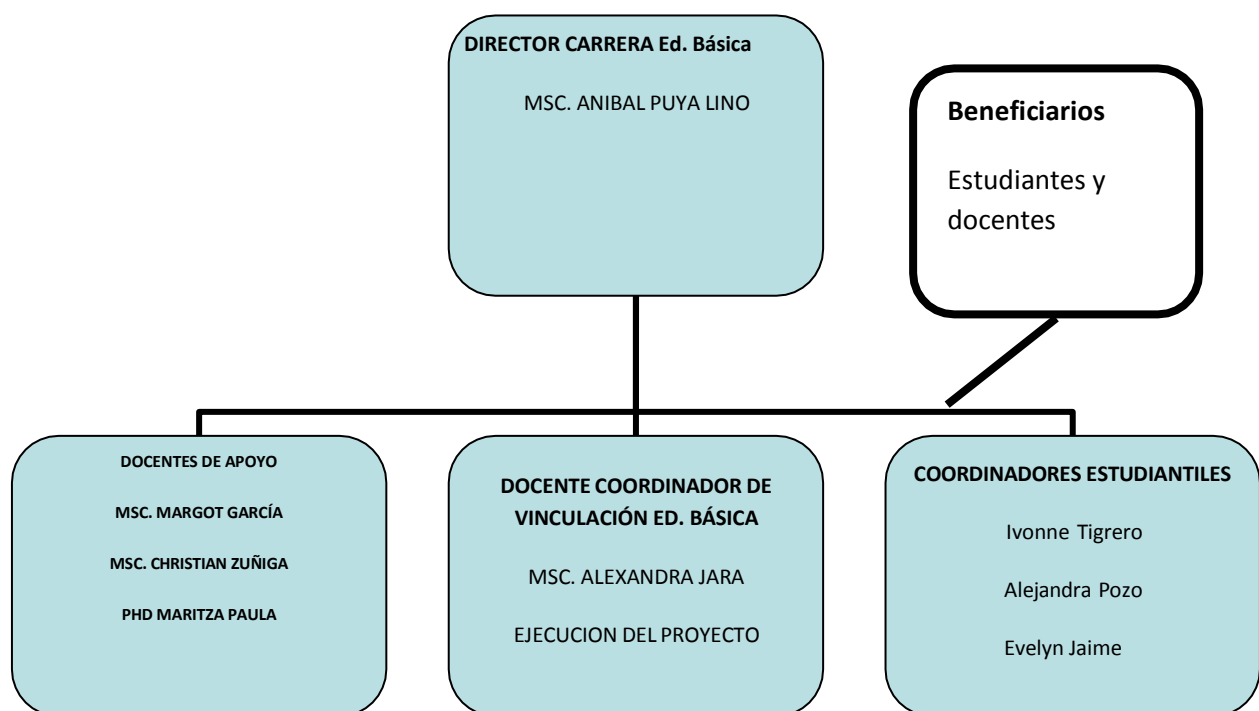 DIRECTOR CARRERA Ed. Básica
MSC. ANIBAL PUYA LINO
Beneficiarios
Estudiantes y
docentes
DOCENTES DE APOYO
MSC. MARGOT GARCÍA
MSC. CHRISTIAN ZUÑIGA
PHD MARITZA PAULA
DOCENTE COORDINADOR DE
VINCULACIÓN ED. BÁSICA
MSC. ALEXANDRA JARA
EJECUCION DEL PROYECTO
COORDINADORES ESTUDIANTILES
Ivonne Tigrero
Alejandra Pozo
Evelyn Jaime